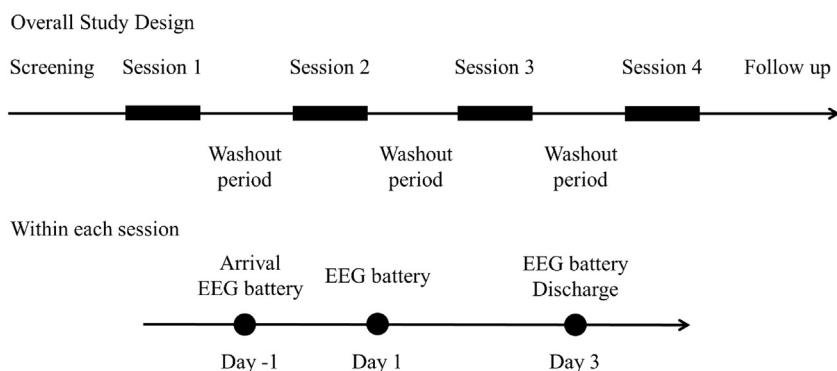 Overall Study Design
Screening Session 1 Session 2 Session 3 Session 4 Follow up
Washout period Washout period Washout period
Within each session
Arrival EEG battery EEG battery EEG battery Discharge
Day -1 Day 1 Day 3